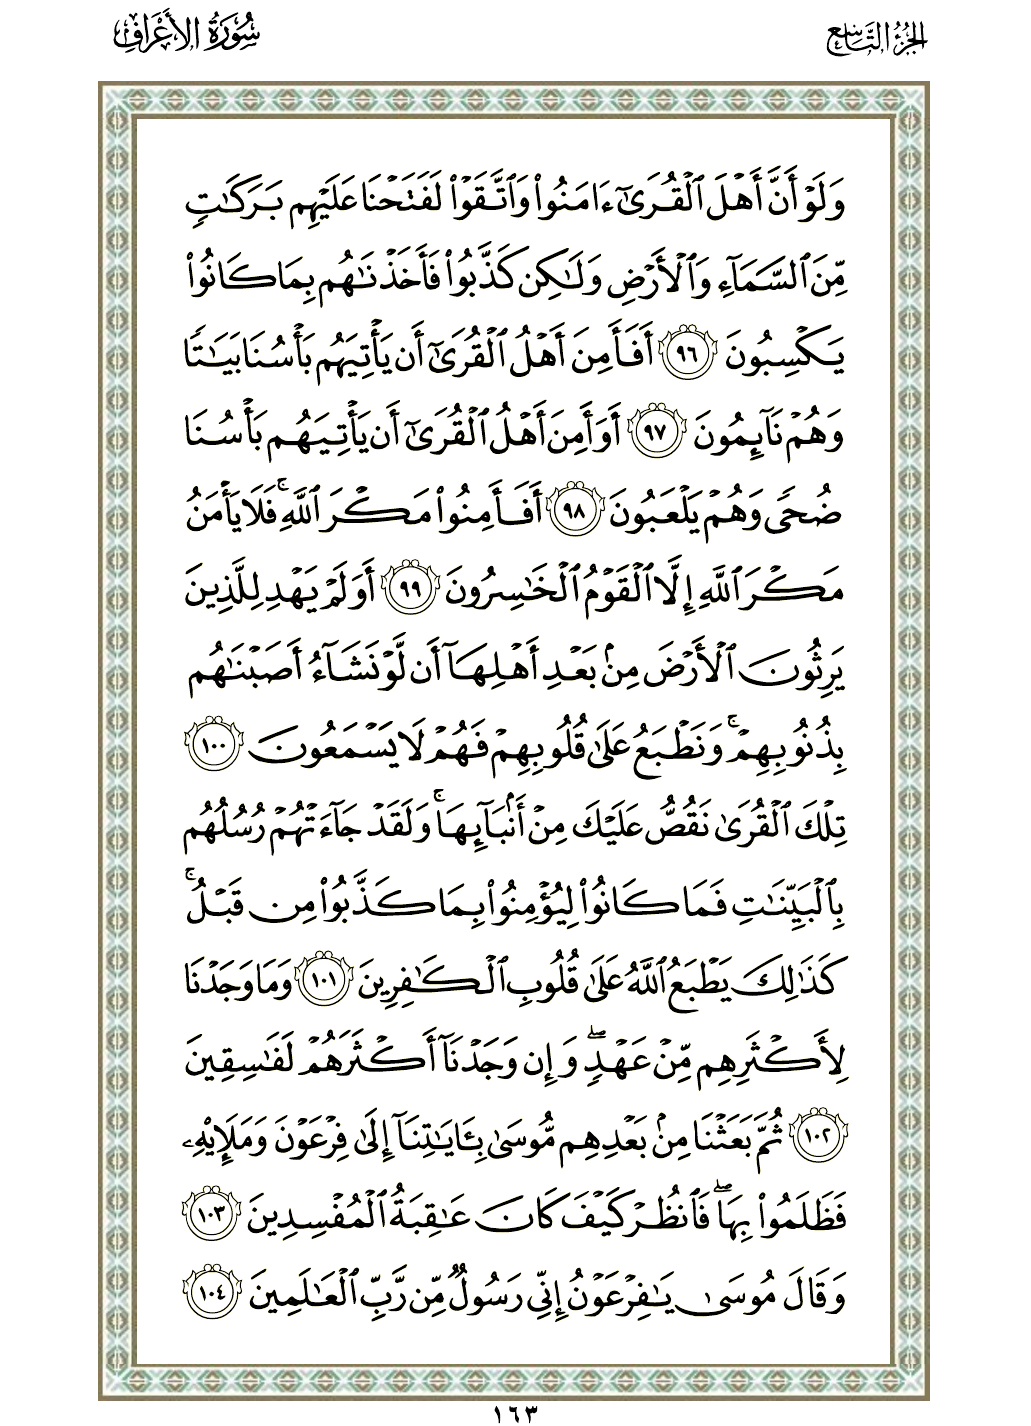 الجزء التاسع
سورة الأعراف
وَلَوۡ أَنَّ أَهۡلَ ٱلۡقُرَىٰٓ ءَامَنُواْ وَٱتَّقَوۡاْ لَفَتَحۡنَا عَلَيۡهِم بَرَكَٰتٖ
مِّنَ ٱلسَّمَآءِ وَٱلۡأَرۡضِ وَلَٰكِن كَذَّبُواْ فَأَخَذۡنَٰهُم بِمَا كَانُواْ
يَكۡسِبُونَ ٩٦ أَفَأَمِنَ أَهۡلُ ٱلۡقُرَىٰٓ أَن يَأۡتِيَهُم بَأۡسُنَا بَيَٰتٗا
وَهُمۡ نَآئِمُونَ ٩٧ أَوَأَمِنَ أَهۡلُ ٱلۡقُرَىٰٓ أَن يَأۡتِيَهُم بَأۡسُنَا
ضُحٗى وَهُمۡ يَلۡعَبُونَ ٩٨ أَفَأَمِنُواْ مَكۡرَ ٱللَّهِۚ فَلَا يَأۡمَنُ
مَكۡرَ ٱللَّهِ إِلَّا ٱلۡقَوۡمُ ٱلۡخَٰسِرُونَ ٩٩ أَوَلَمۡ يَهۡدِ لِلَّذِينَ
يَرِثُونَ ٱلۡأَرۡضَ مِنۢ بَعۡدِ أَهۡلِهَآ أَن لَّوۡ نَشَآءُ أَصَبۡنَٰهُم
بِذُنُوبِهِمۡۚ وَنَطۡبَعُ عَلَىٰ قُلُوبِهِمۡ فَهُمۡ لَا يَسۡمَعُونَ ١٠٠
تِلۡكَ ٱلۡقُرَىٰ نَقُصُّ عَلَيۡكَ مِنۡ أَنۢبَآئِهَاۚ وَلَقَدۡ جَآءَتۡهُمۡ رُسُلُهُم
بِٱلۡبَيِّنَٰتِ فَمَا كَانُواْ لِيُؤۡمِنُواْ بِمَا كَذَّبُواْ مِن قَبۡلُۚ
كَذَٰلِكَ يَطۡبَعُ ٱللَّهُ عَلَىٰ قُلُوبِ ٱلۡكَٰفِرِينَ ١٠١ وَمَا وَجَدۡنَا
لِأَكۡثَرِهِم مِّنۡ عَهۡدٖۖ وَإِن وَجَدۡنَآ أَكۡثَرَهُمۡ لَفَٰسِقِينَ
١٠٢ ثُمَّ بَعَثۡنَا مِنۢ بَعۡدِهِم مُّوسَىٰ بِـَٔايَٰتِنَآ إِلَىٰ فِرۡعَوۡنَ وَمَلَإِيْهِۦ
فَظَلَمُواْ بِهَاۖ فَٱنظُرۡ كَيۡفَ كَانَ عَٰقِبَةُ ٱلۡمُفۡسِدِينَ ١٠٣
وَقَالَ مُوسَىٰ يَٰفِرۡعَوۡنُ إِنِّي رَسُولٞ مِّن رَّبِّ ٱلۡعَٰلَمِينَ ١٠٤
١٦٣